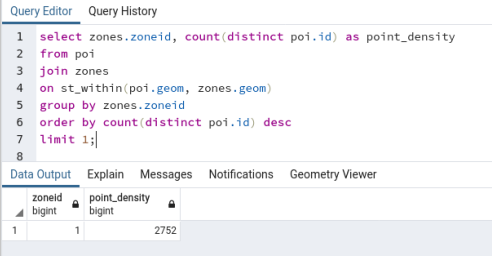 Query Editor Query History
1 select zones.zoneid, count(distinct poi.id) as point_density
2 from poi
3 join zones
4 on st_within(poi.geom, zones.geom)
5 group by zones.zoneid
6 order by count(distinct poi.id) desc
7 limit 1;
8
Data Output Explain Messages Notifications Geometry Viewer
zoneid point_density
bigint bigint
1 1 2752